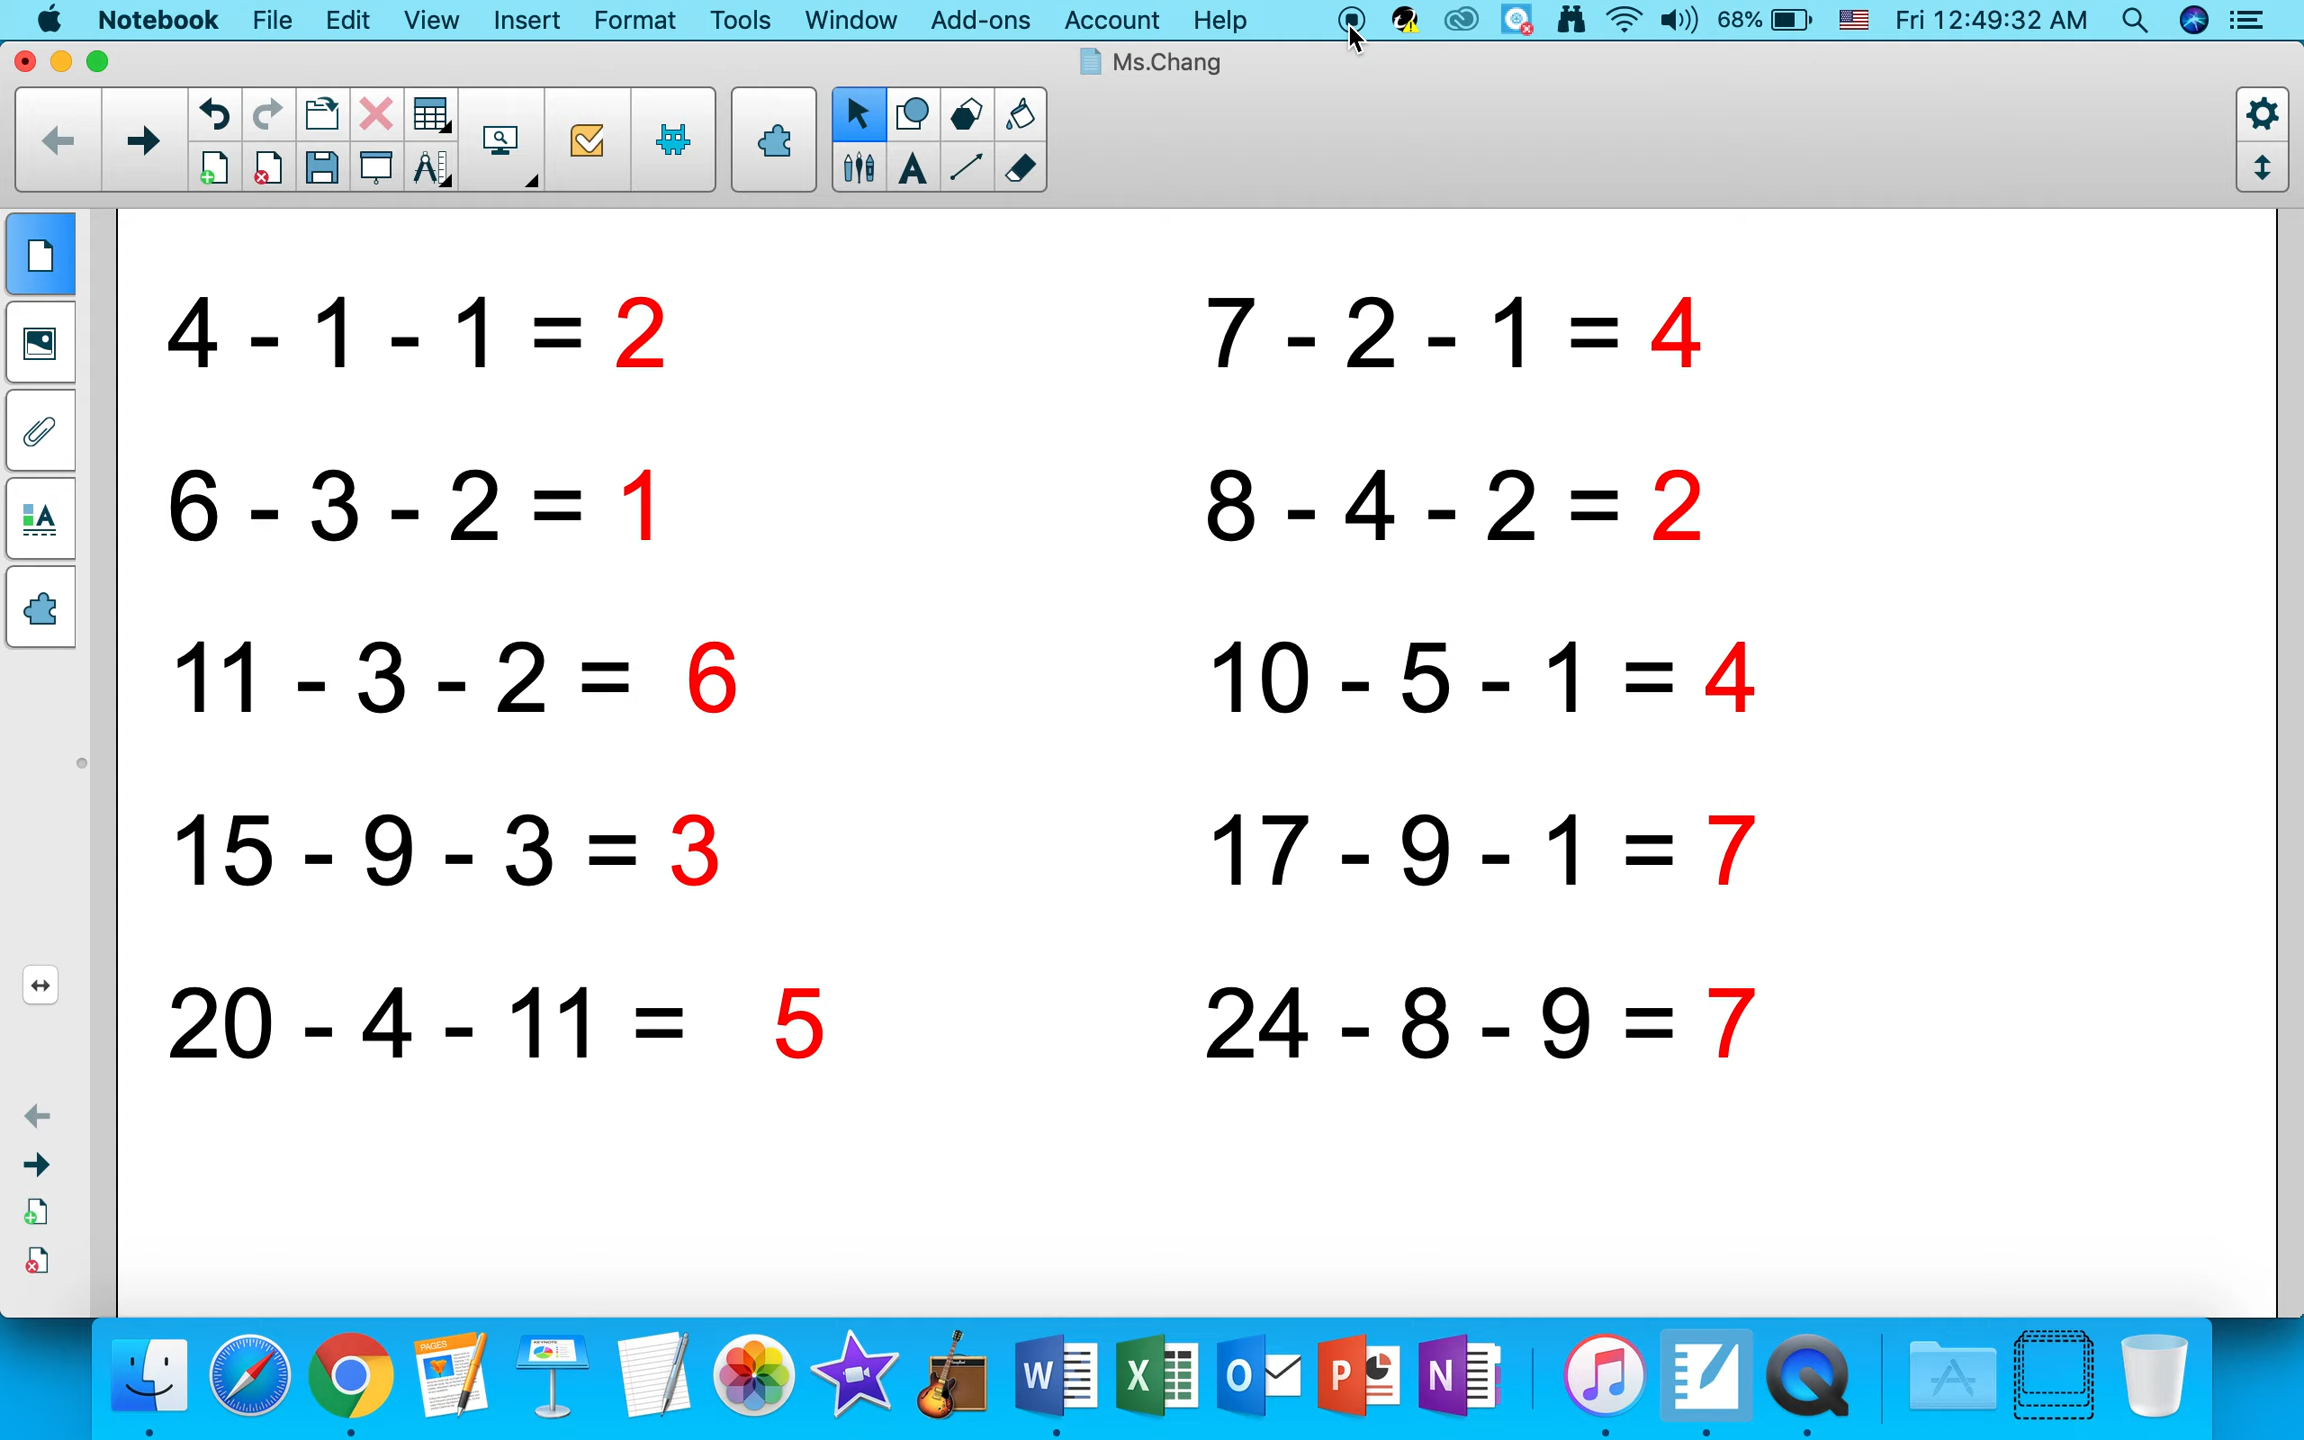 Notebook File Edit View Insert Format Tools Window Add-ons Account Help 68% Fri 12:49:32 AM
Ms.Chang
4 - 1 - 1 = 2
7 - 2 - 1 = 4
6 - 3 - 2 = 1
8 - 4 - 2 = 2
11 - 3 - 2 = 6
10 - 5 - 1 = 4
15 - 9 - 3 = 3
17 - 9 - 1 = 7
20 - 4 - 11 = 5
24 - 8 - 9 = 7
PAGES
KEYNOTE
W X O P N